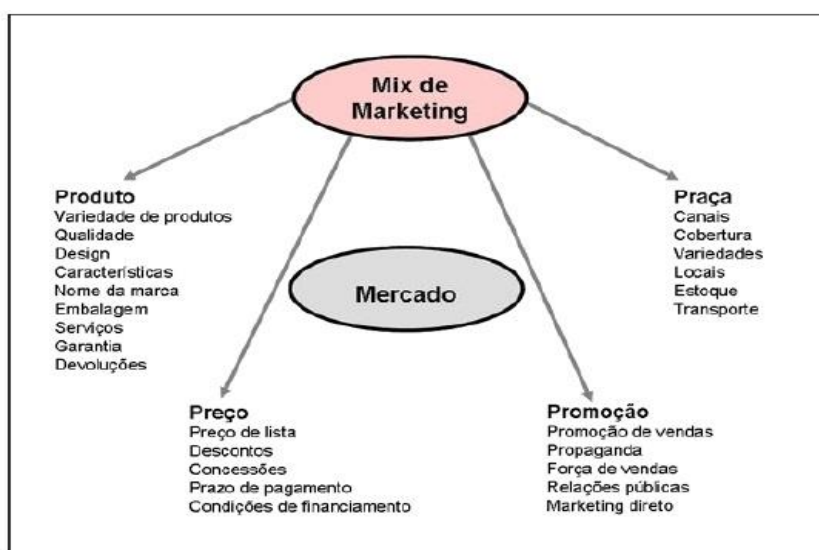 Mix de
Marketing
Produto
Variedade de produtos
Qualidade
Design
Características
Nome da marca
Embalagem
Serviços
Garantia
Devoluções
Praça
Canais
Cobertura
Variedades
Locais
Estoque
Transporte
Mercado
Preço
Preço de lista
Descontos
Concessões
Prazo de pagamento
Condições de financiamento
Promoção
Promoção de vendas
Propaganda
Força de vendas
Relações públicas
Marketing direto